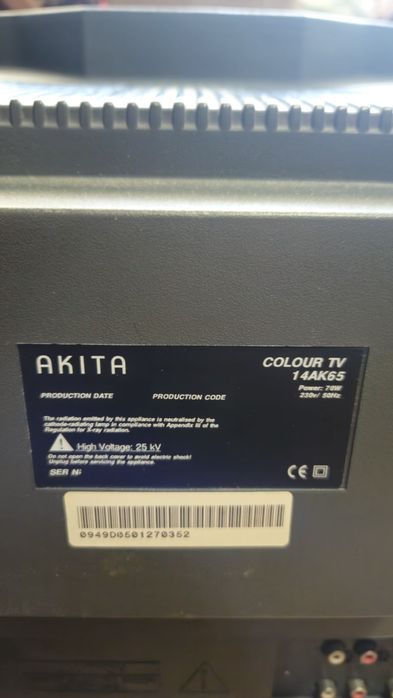 AKITA
COLOUR TV
14AK65
Power: 70W
230v/ 50Hz
PRODUCTION DATE
PRODUCTION CODE
The radiation emitted by this appliance is neutralised by the
cathode-radiating lamp in compliance with Appendix III of the
Regulation for X-ray radiation.
High Voltage: 25 kV
Do not open the back cover to avoid electric shock!
Unplug before servicing the appliance.
SER N:
CE
0949D0501270352